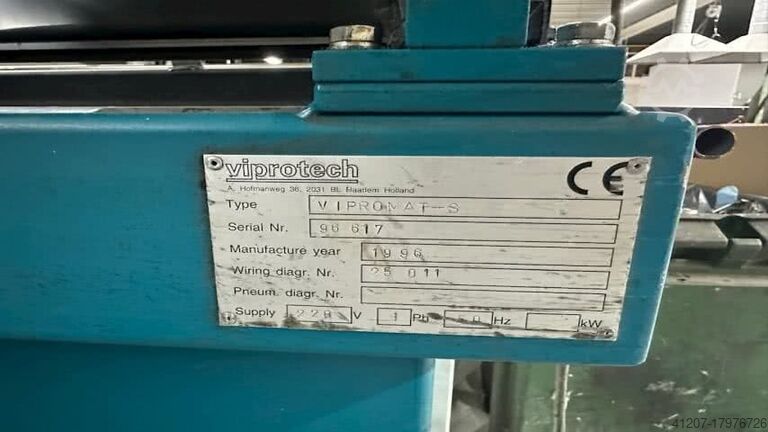 viprotech
A. Hofmanweg 36, 2031 BL Haarlem Holland
CE
Type VIPROMAT-S
Serial Nr. 96 617
Manufacture year 1996
Wiring diagr. Nr. 25 011
Pneum. diagr. Nr.
Supply V 1 Ph Hz kW
41207-17976726